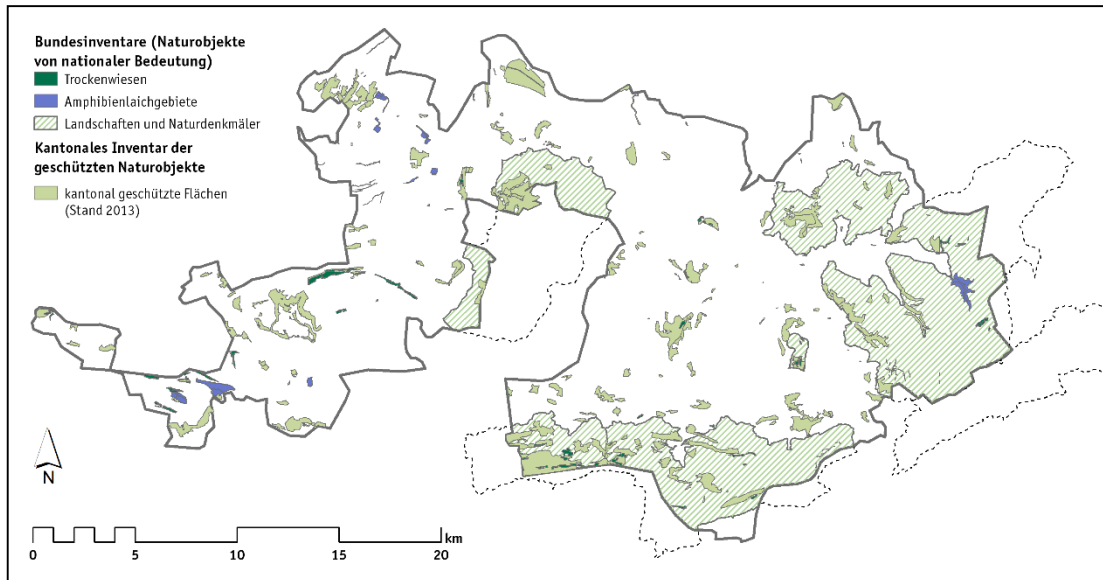 Bundesinventare (Naturobjekte
von nationaler Bedeutung)
Trockenwiesen
Amphibienlaichgebiete
Landschaften und Naturdenkmäler
Kantonales Inventar der
geschützten Naturobjekte
kantonal geschützte Flächen
(Stand 2013)
N
km
0 5 10 15 20